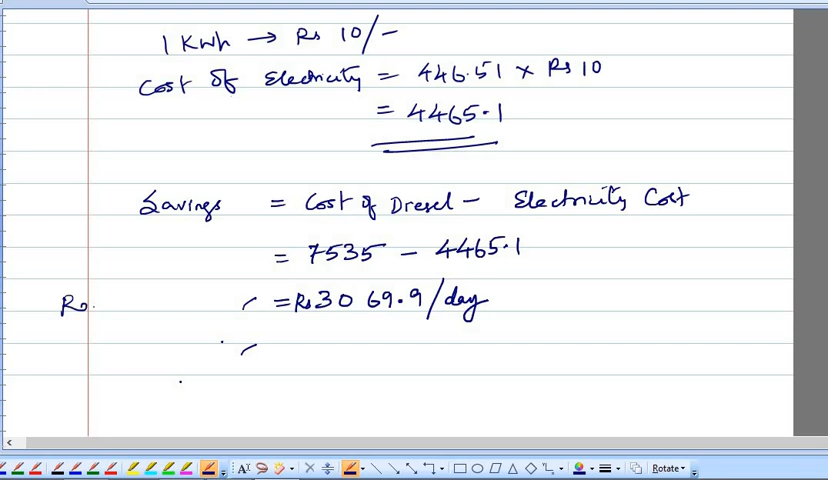 1 Kwh → Rs 10/-
Cost of Electricity = 446.51 x Rs 10
= 4465.1
Savings = Cost of Diesel - Electricity Cost
= 7535 - 4465.1
Rs. = Rs 3069.9/day
Rotate